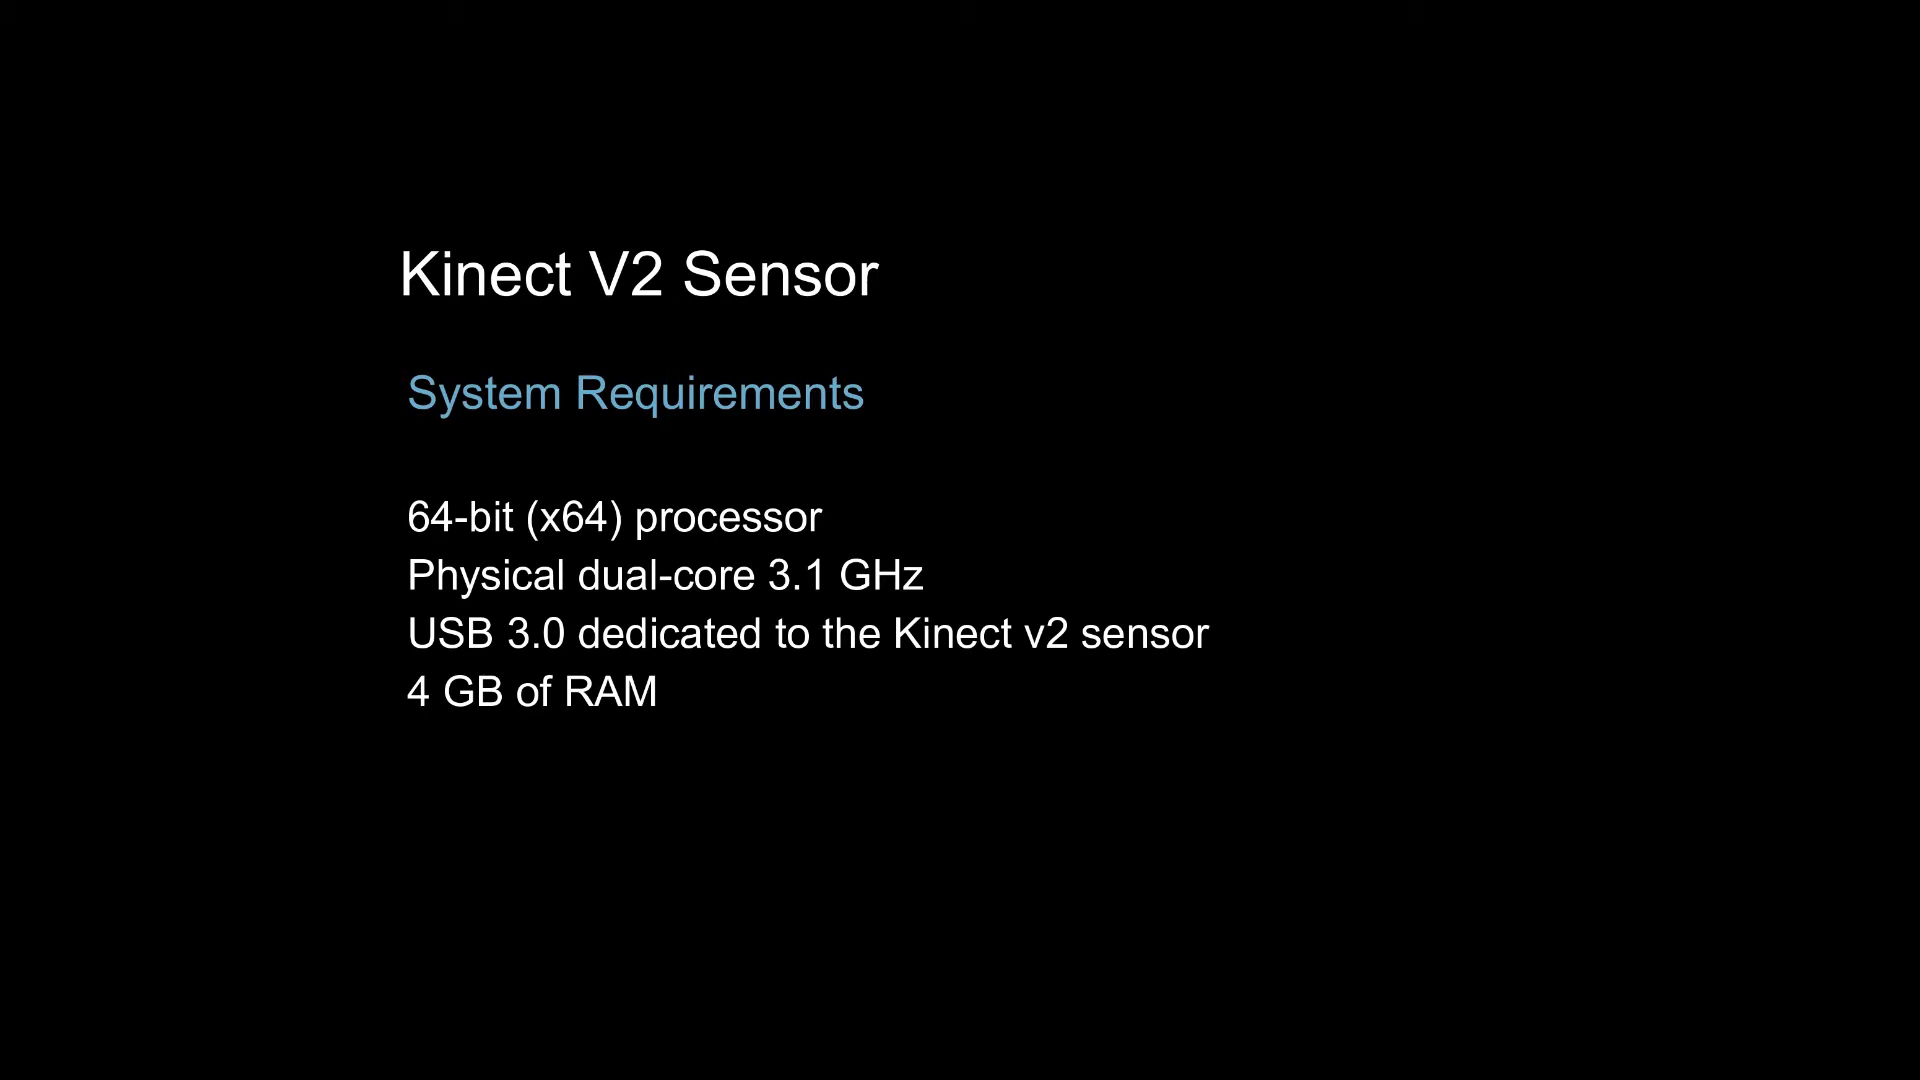 Kinect V2 Sensor
System Requirements
64-bit (x64) processor
Physical dual-core 3.1 GHz
USB 3.0 dedicated to the Kinect v2 sensor
4 GB of RAM